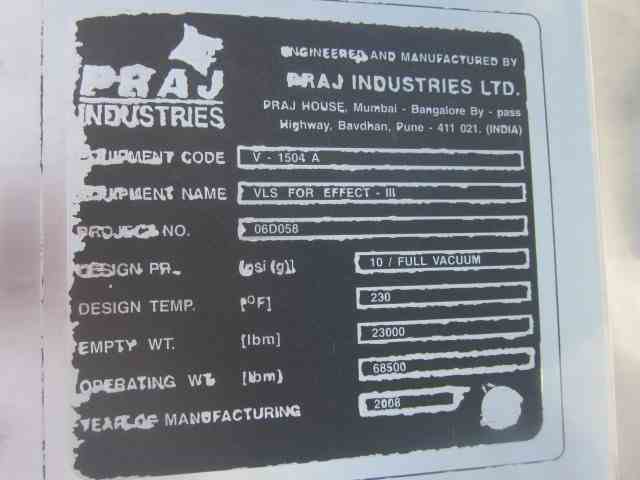 PRAJ
INDUSTRIES
ENGINEERED AND MANUFACTURED BY
PRAJ INDUSTRIES LTD.
PRAJ HOUSE, Mumbai - Bangalore By - pass
Highway, Bavdhan, Pune - 411 021. (INDIA)
EQUIPMENT CODE V - 1504 A
EQUIPMENT NAME VLS FOR EFFECT - III
PROJECT NO. 06D058
DESIGN PR. [psi (g)] 10 / FULL VACUUM
DESIGN TEMP. [ºF] 230
EMPTY WT. [lbm] 23000
OPERATING WT. [lbm] 68500
YEAR OF MANUFACTURING 2008